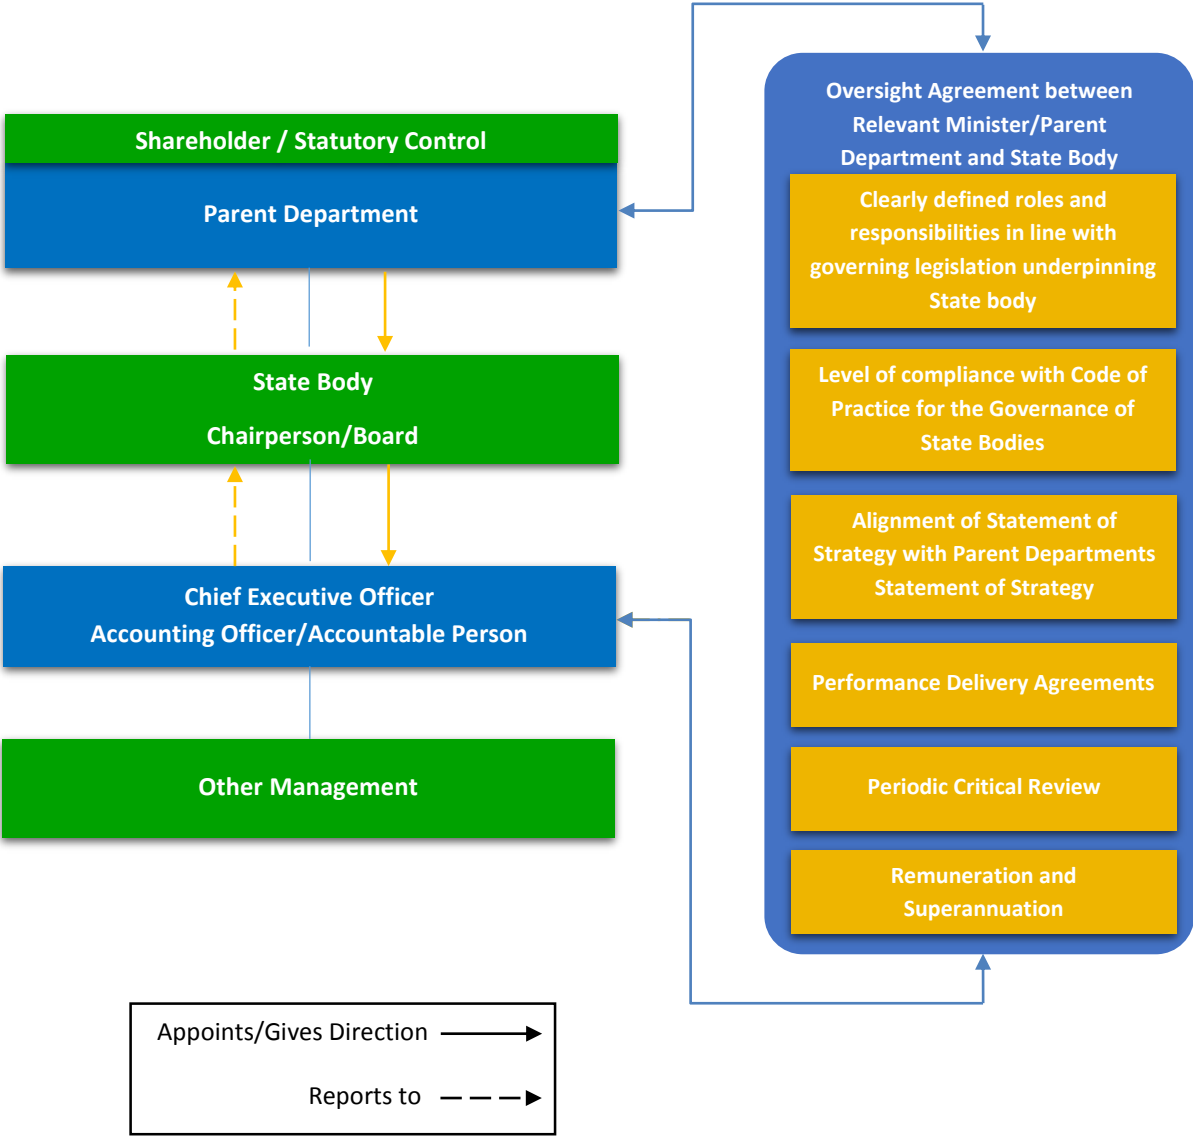 Shareholder / Statutory Control
Parent Department
State Body
Chairperson/Board
Chief Executive Officer
Accounting Officer/Accountable Person
Other Management
Oversight Agreement between
Relevant Minister/Parent
Department and State Body
Clearly defined roles and
responsibilities in line with
governing legislation underpinning
State body
Level of compliance with Code of
Practice for the Governance of
State Bodies
Alignment of Statement of
Strategy with Parent Departments
Statement of Strategy
Performance Delivery Agreements
Periodic Critical Review
Remuneration and
Superannuation
Appoints/Gives Direction
Reports to